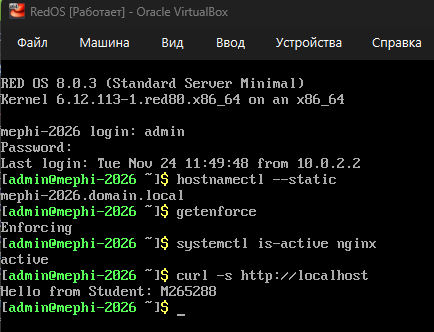 RedOS [Работает] - Oracle VirtualBox
Файл Машина Вид Ввод Устройства Справка
RED OS 8.0.3 (Standard Server Minimal)
Kernel 6.12.113-1.red80.x86_64 on an x86_64
mephi-2026 login: admin
Password:
Last login: Tue Nov 24 11:49:48 from 10.0.2.2
[admin@mephi-2026 ~]$ hostnamectl --static
mephi-2026.domain.local
[admin@mephi-2026 ~]$ getenforce
Enforcing
[admin@mephi-2026 ~]$ systemctl is-active nginx
active
[admin@mephi-2026 ~]$ curl -s http://localhost
Hello from Student: M265288
[admin@mephi-2026 ~]$ _